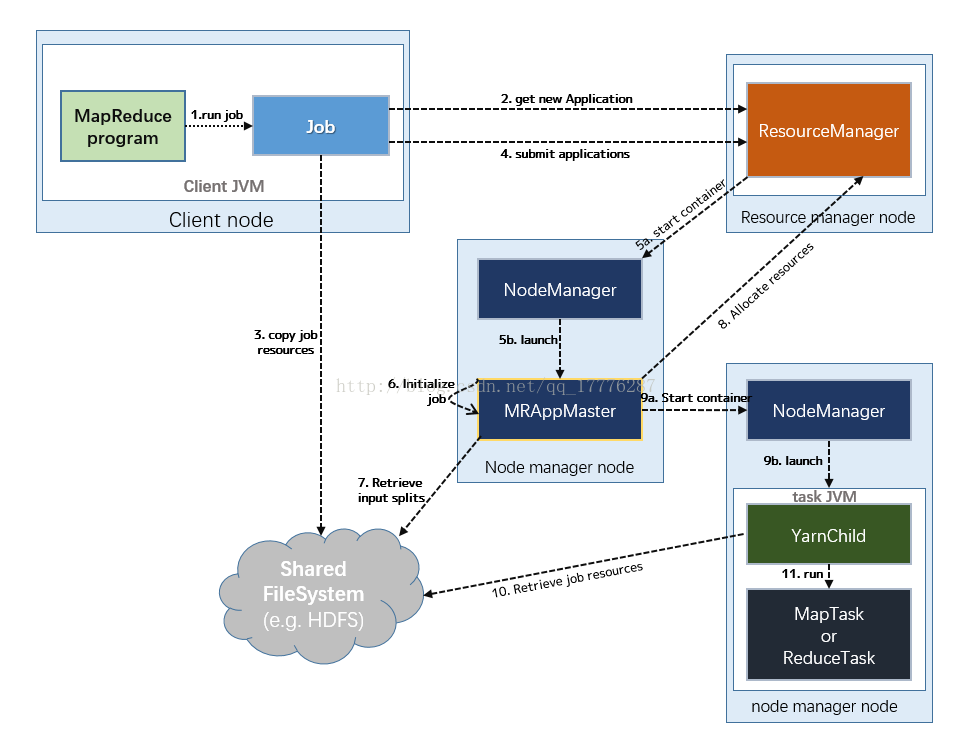 MapReduce
program
1.run job
Job
Client JVM
Client node
2. get new Application
4. submit applications
ResourceManager
Resource manager node
5a. start container
NodeManager
5b. launch
8. Allocate resources
3. copy job
resources
6. Initialize
job
MRAppMaster
Node manager node
9a. Start container
NodeManager
9b. launch
7. Retrieve
input splits
task JVM
YarnChild
11. run
MapTask
or
ReduceTask
node manager node
10. Retrieve job resources
Shared
FileSystem
(e.g. HDFS)